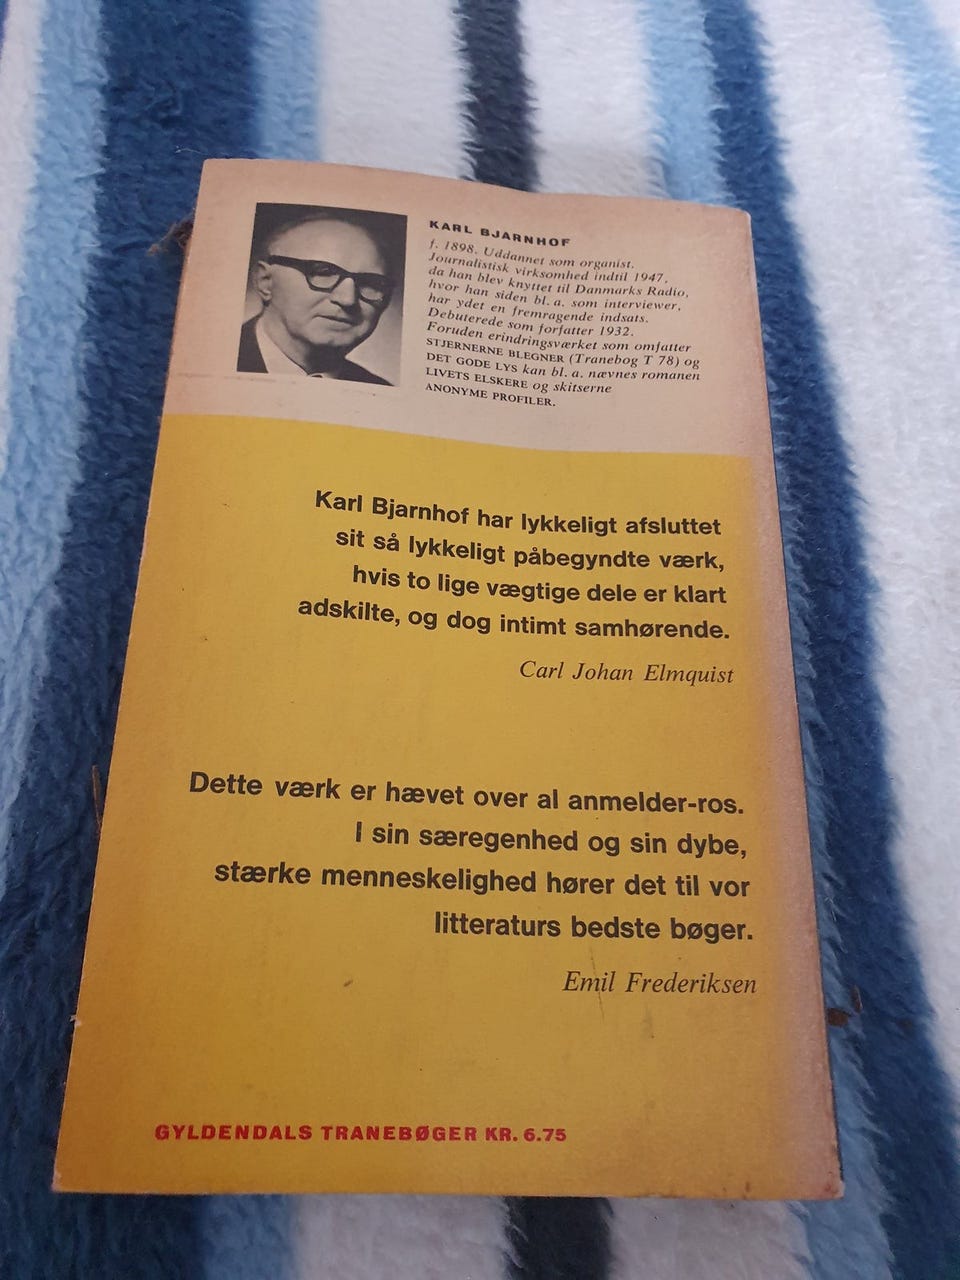 KARL BJARNHOF
f. 1898. Uddannet som organist.
Journalistisk virksomhed indtil 1947,
da han blev knyttet til Danmarks Radio,
hvor han siden bl. a. som interviewer,
har ydet en fremragende indsats.
Debuterede som forfatter 1932.
Foruden erindringsværket som omfatter
STJERNERNE BLEGNER (Tranebog T 78) og
DET GODE LYS kan bl. a. nævnes romanen
LIVETS ELSKERE og skitserne
ANONYME PROFILER.
Karl Bjarnhof har lykkeligt afsluttet
sit så lykkeligt påbegyndte værk,
hvis to lige vægtige dele er klart
adskilte, og dog intimt samhørende.
Carl Johan Elmquist
Dette værk er hævet over al anmelder-ros.
I sin særegenhed og sin dybe,
stærke menneskelighed hører det til vor
litteraturs bedste bøger.
Emil Frederiksen
GYLDENDALS TRANEBØGER KR. 6.75